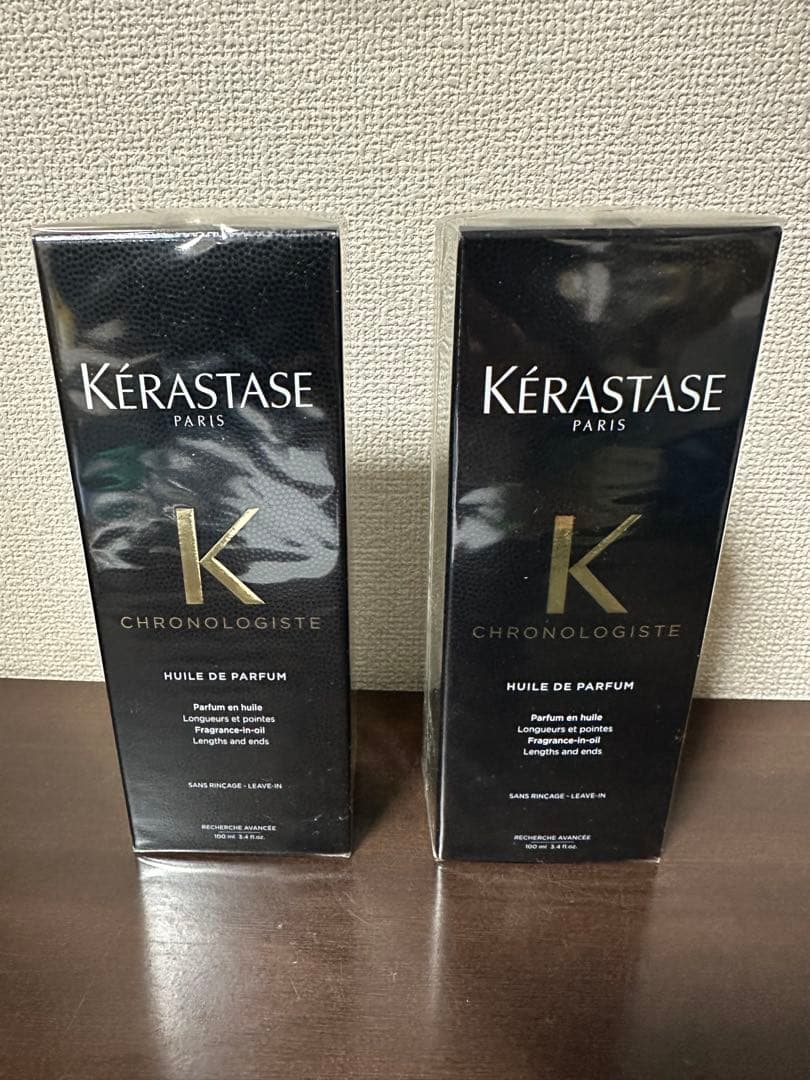 KÉRASTASE
PARIS
K
CHRONOLOGISTE
HUILE DE PARFUM
Parfum en huile
Longueurs et pointes
Fragrance-in-oil
Lengths and ends
SANS RINÇAGE - LEAVE-IN
RECHERCHE AVANCÉE
100 ml 3.4 fl.oz.
KÉRASTASE
PARIS
K
CHRONOLOGISTE
HUILE DE PARFUM
Parfum en huile
Longueurs et pointes
Fragrance-in-oil
Lengths and ends
SANS RINÇAGE - LEAVE-IN
RECHERCHE AVANCÉE
100 ml 3.4 fl.oz.